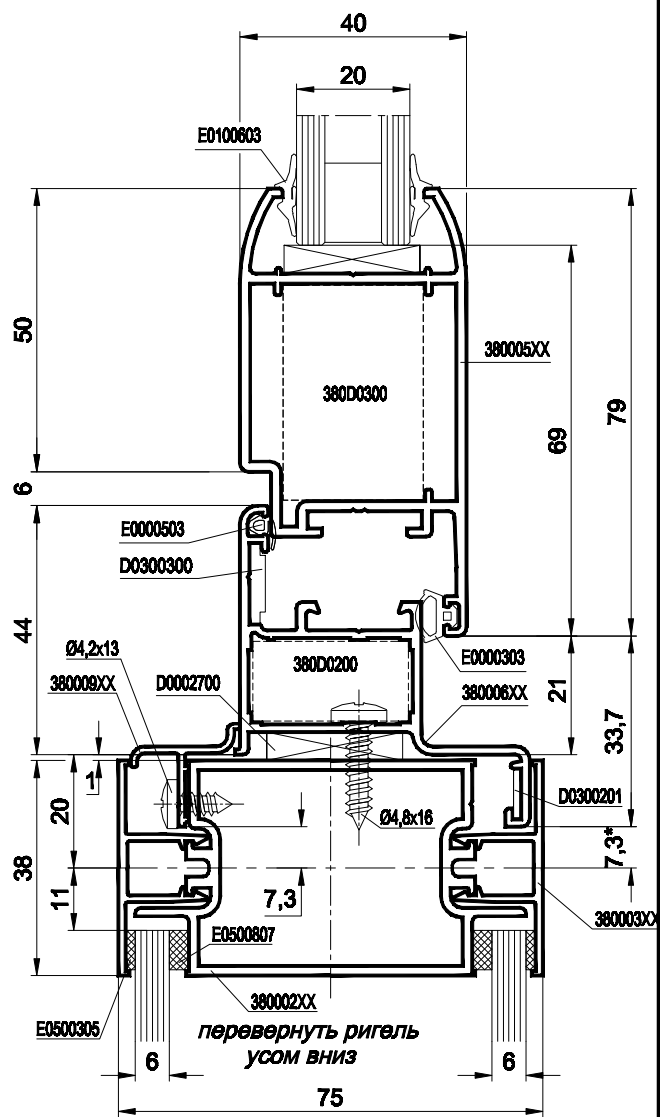 40
20
E0100603
50
380005XX
380D0300
79
69
6
E0000503
D0300300
44
Ø4,2x13
380009XX
D0002700
380D0200
E0000303
380006XX
21
33,7
1
20
D0300201
Ø4,8x16
38
7,3*
11
7,3
380003XX
E0500807
380002XX
E0500305
перевернуть ригель
усом вниз
6
6
75